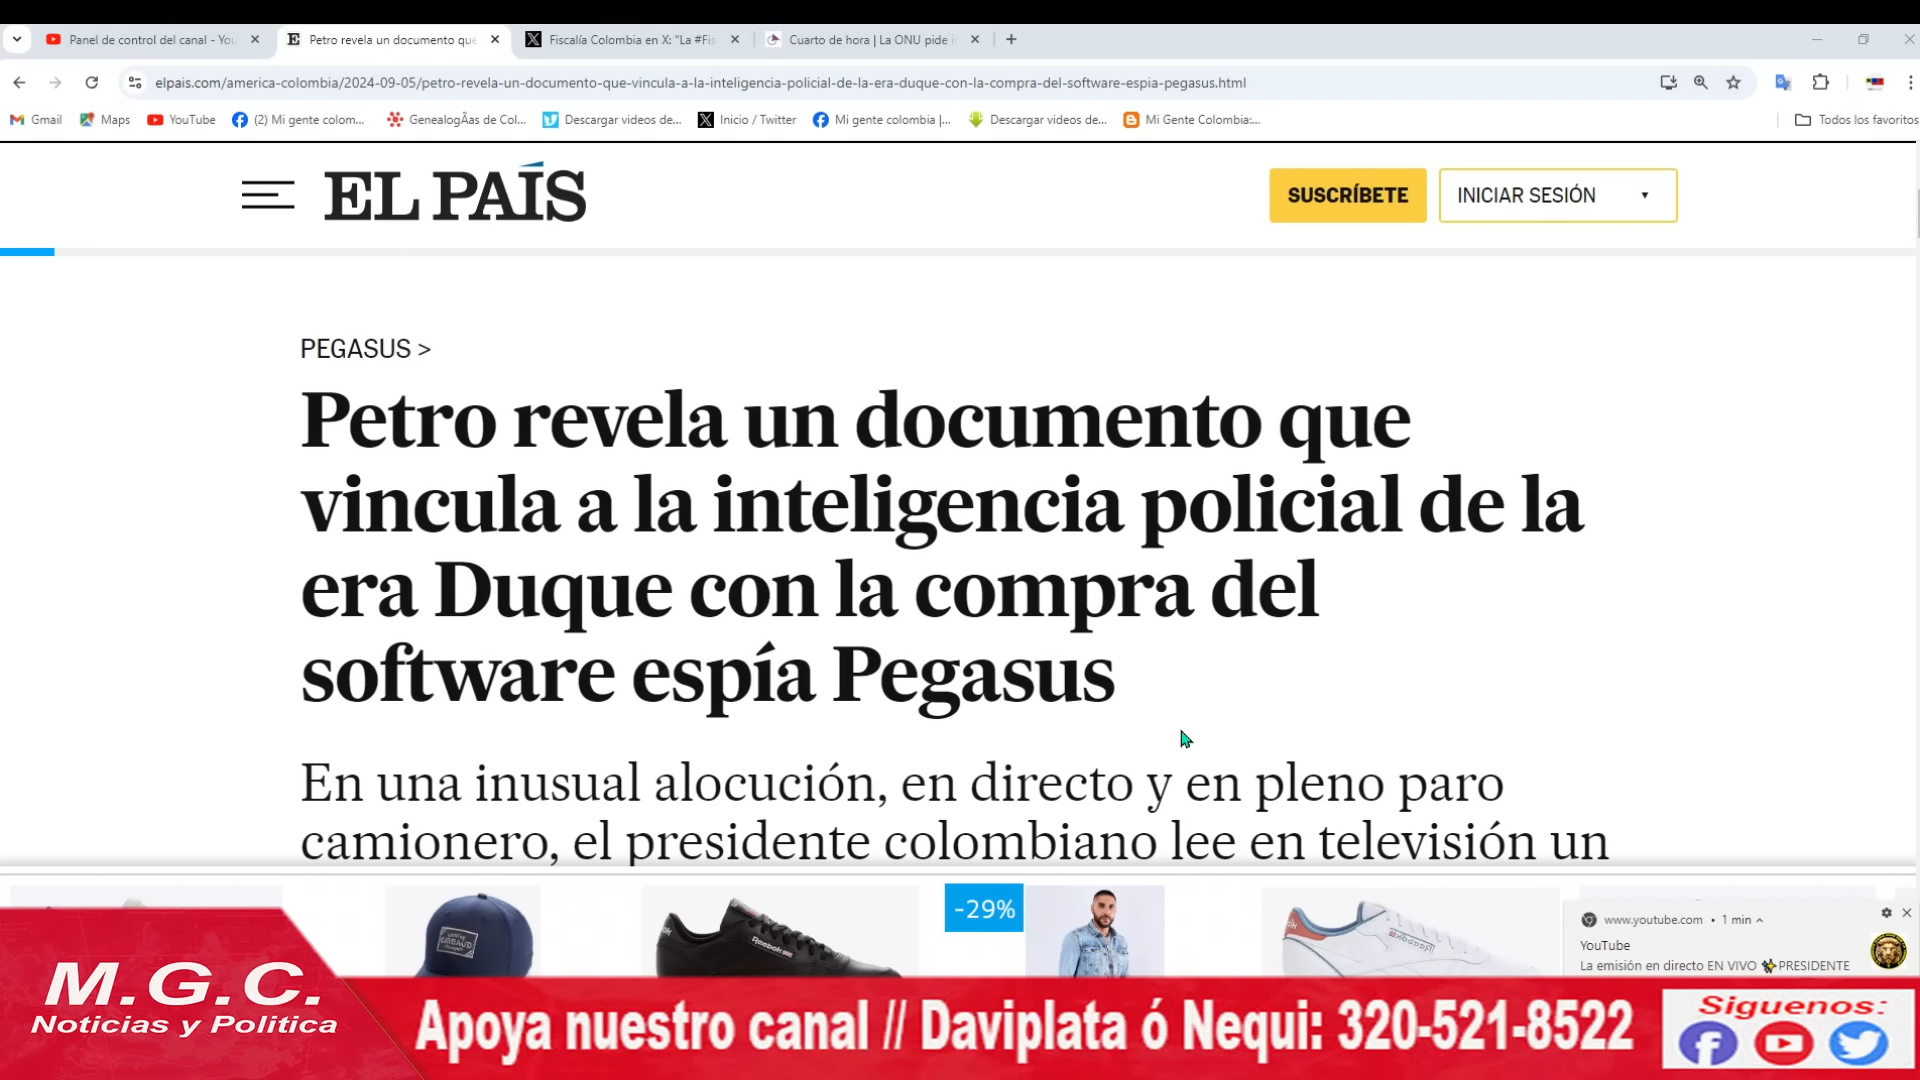 Panel de control del canal - You
Petro revela un documento que
Fiscalía Colombia en X: "La #Fis
Cuarto de hora | La ONU pide i
elpais.com/america-colombia/2024-09-05/petro-revela-un-documento-que-vincula-a-la-inteligencia-policial-de-la-era-duque-con-la-compra-del-software-espia-pegasus.html
Gmail
Maps
YouTube
(2) Mi gente colom...
GenealogÃas de Col...
Descargar videos de...
Inicio / Twitter
Mi gente colombia |...
Descargar videos de...
Mi Gente Colombia:...
Todos los favoritos
EL PAÍS
SUSCRÍBETE
INICIAR SESIÓN
PEGASUS >
Petro revela un documento que
vincula a la inteligencia policial de la
era Duque con la compra del
software espía Pegasus
En una inusual alocución, en directo y en pleno paro
camionero, el presidente colombiano lee en televisión un
-29%
Reebok
www.youtube.com • 1 min
YouTube
La emisión en directo EN VIVO ✨PRESIDENTE
M.G.C.
Noticias y Politica
Apoya nuestro canal // Daviplata ó Nequi: 320-521-8522
Siguenos: